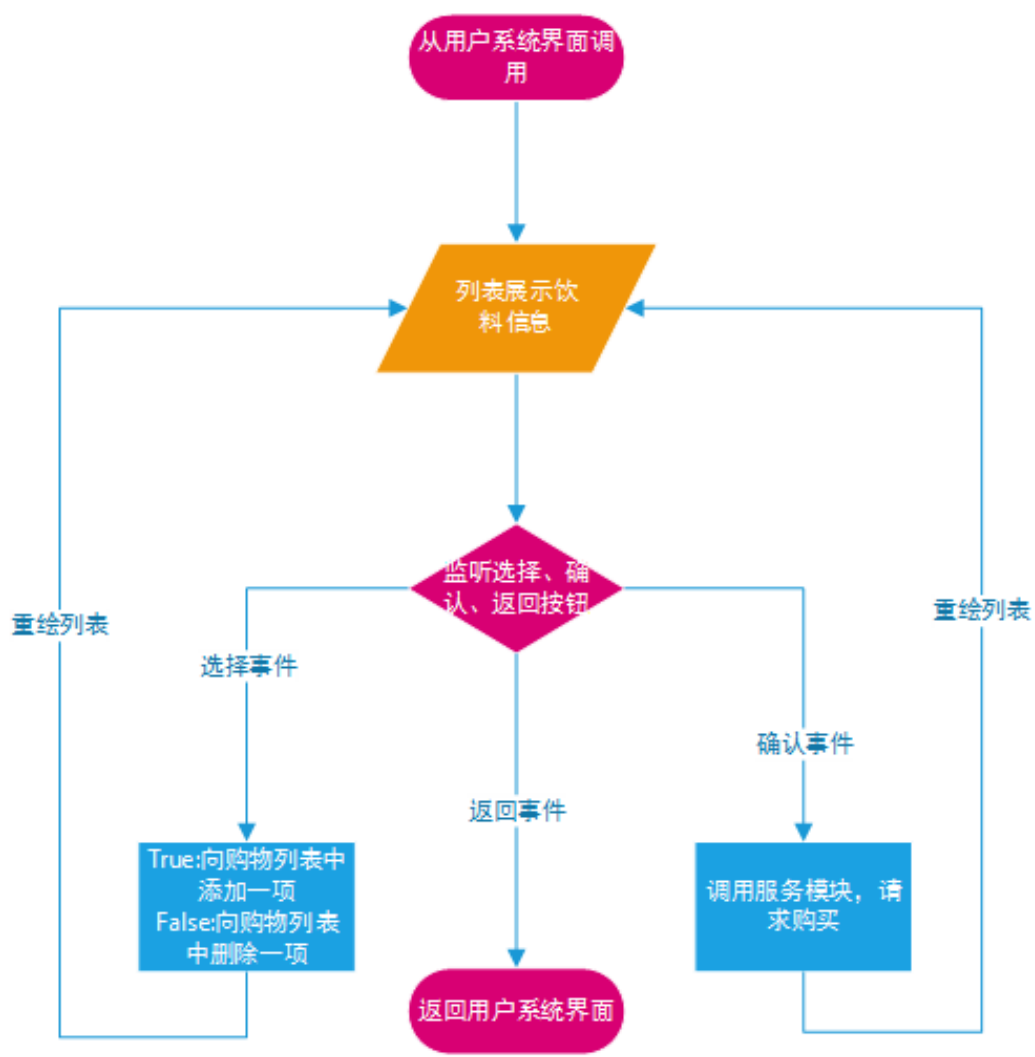 从用户系统界面调
用
列表展示饮
料信息
监听选择、确
认、返回按钮
重绘列表
重绘列表
选择事件
确认事件
返回事件
True:向购物列表中
添加一项
False:向购物列表
中删除一项
调用服务模块，请
求购买
返回用户系统界面